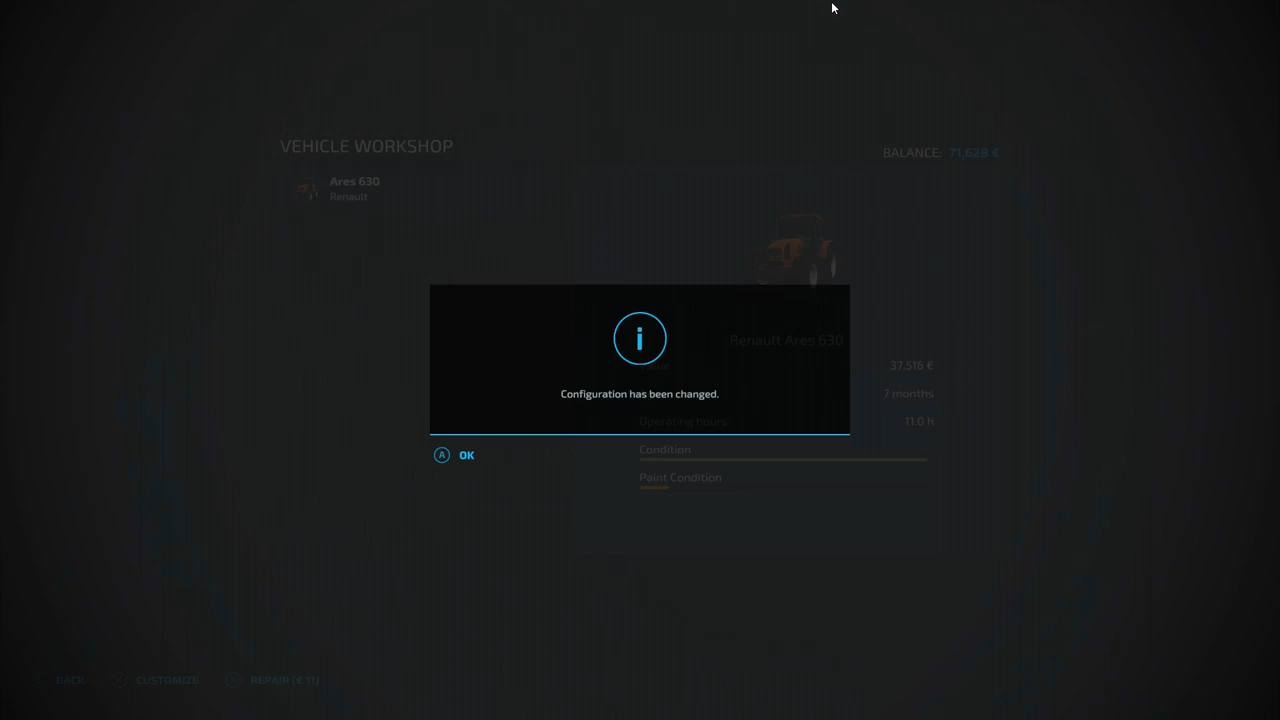 VEHICLE WORKSHOP
BALANCE: 71,628 €
Ares 630
Renault
Renault Ares 630
37,516 €
7 months
Operating hours 11.0 h
Condition
Paint Condition
i
Configuration has been changed.
A OK
BACK CUSTOMIZE REPAIR (€ 11)